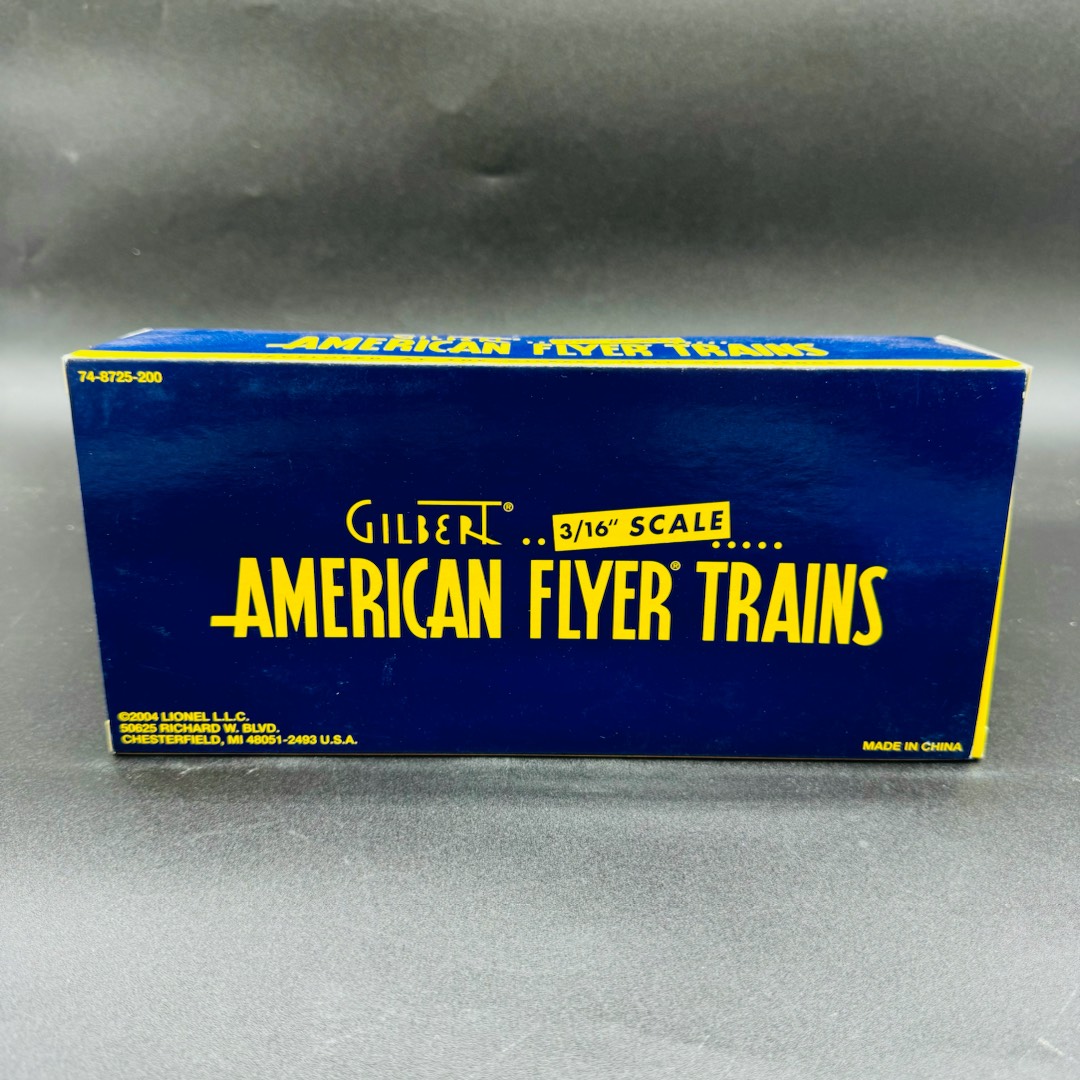 AMERICAN FLYER TRAINS
74-8725-200
GILBERT® ..3/16" SCALE.....
AMERICAN FLYER® TRAINS
©2004 LIONEL L.L.C.
50625 RICHARD W. BLVD.
CHESTERFIELD, MI 48051-2493 U.S.A.
MADE IN CHINA